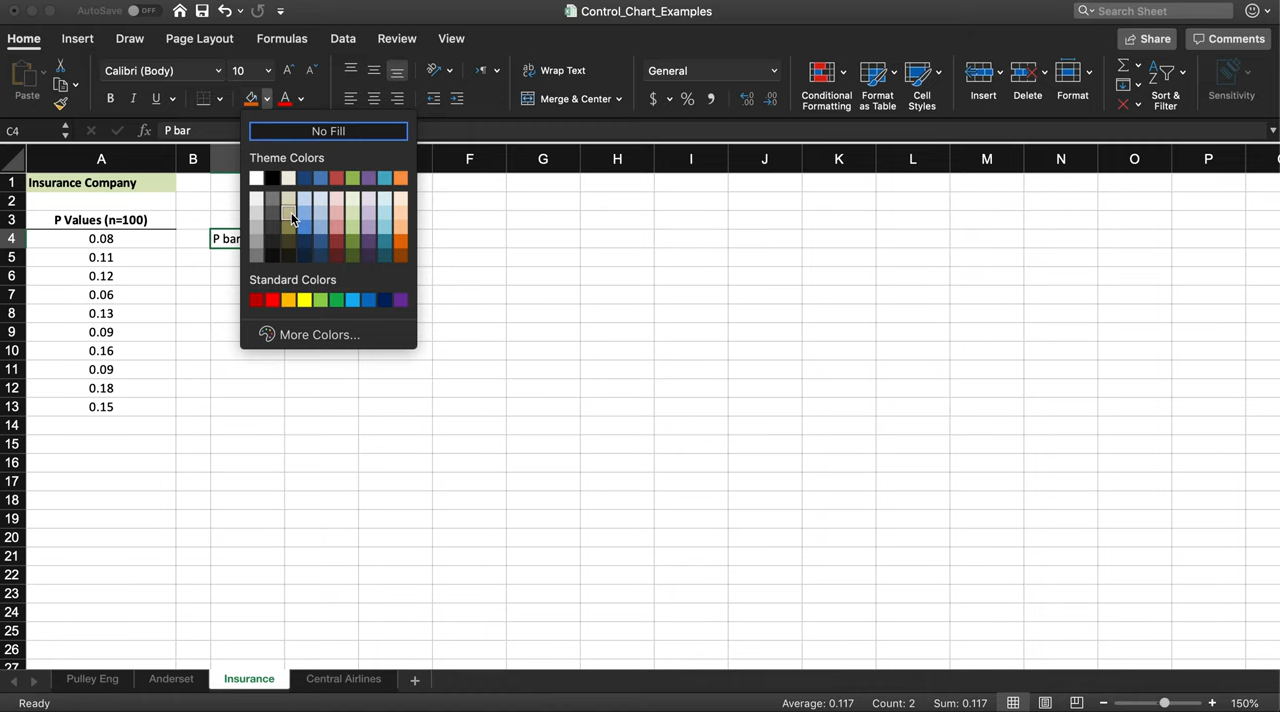 AutoSave OFF
Control_Chart_Examples
Search Sheet
Home Insert Draw Page Layout Formulas Data Review View
Share Comments
Paste
Calibri (Body) 10
B I U
Wrap Text
Merge & Center
General
$ % 9
Conditional Formatting
Format as Table
Cell Styles
Insert
Delete
Format
Sort & Filter
Sensitivity
C4 fx P bar
No Fill
Theme Colors
Standard Colors
More Colors...
A B F G H I J K L M N O P
1 Insurance Company
2
3 P Values (n=100)
4 0.08 P bar
5 0.11
6 0.12
7 0.06
8 0.13
9 0.09
10 0.16
11 0.09
12 0.18
13 0.15
14
15
16
17
18
19
20
21
22
23
24
25
26
27
Pulley Eng Anderset Insurance Central Airlines +
Ready
Average: 0.117 Count: 2 Sum: 0.117
150%